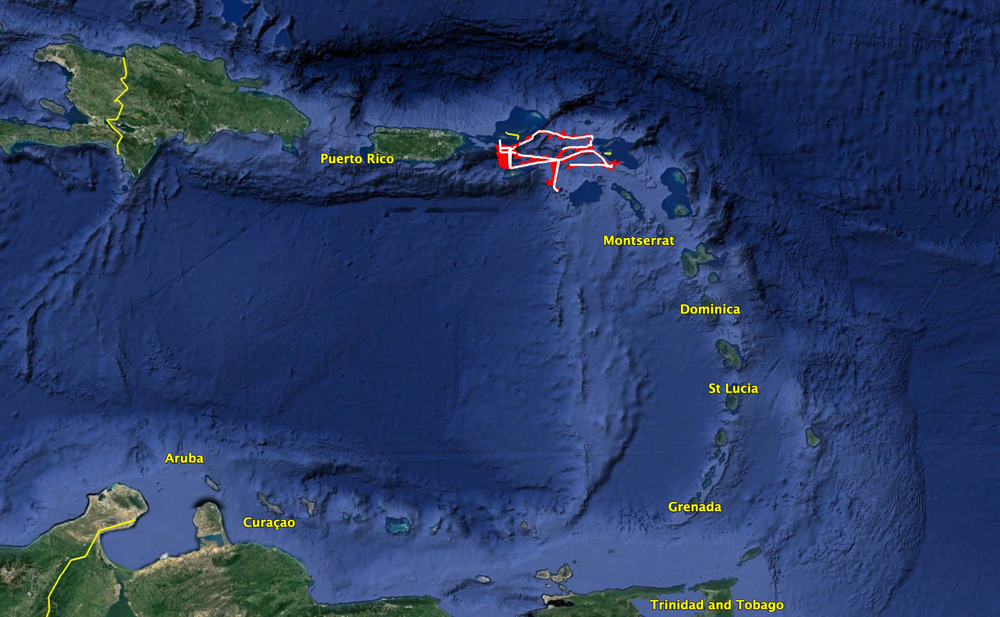 Puerto Rico
Montserrat
Dominica
St Lucia
Aruba
Grenada
Curaçao
Trinidad and Tobago